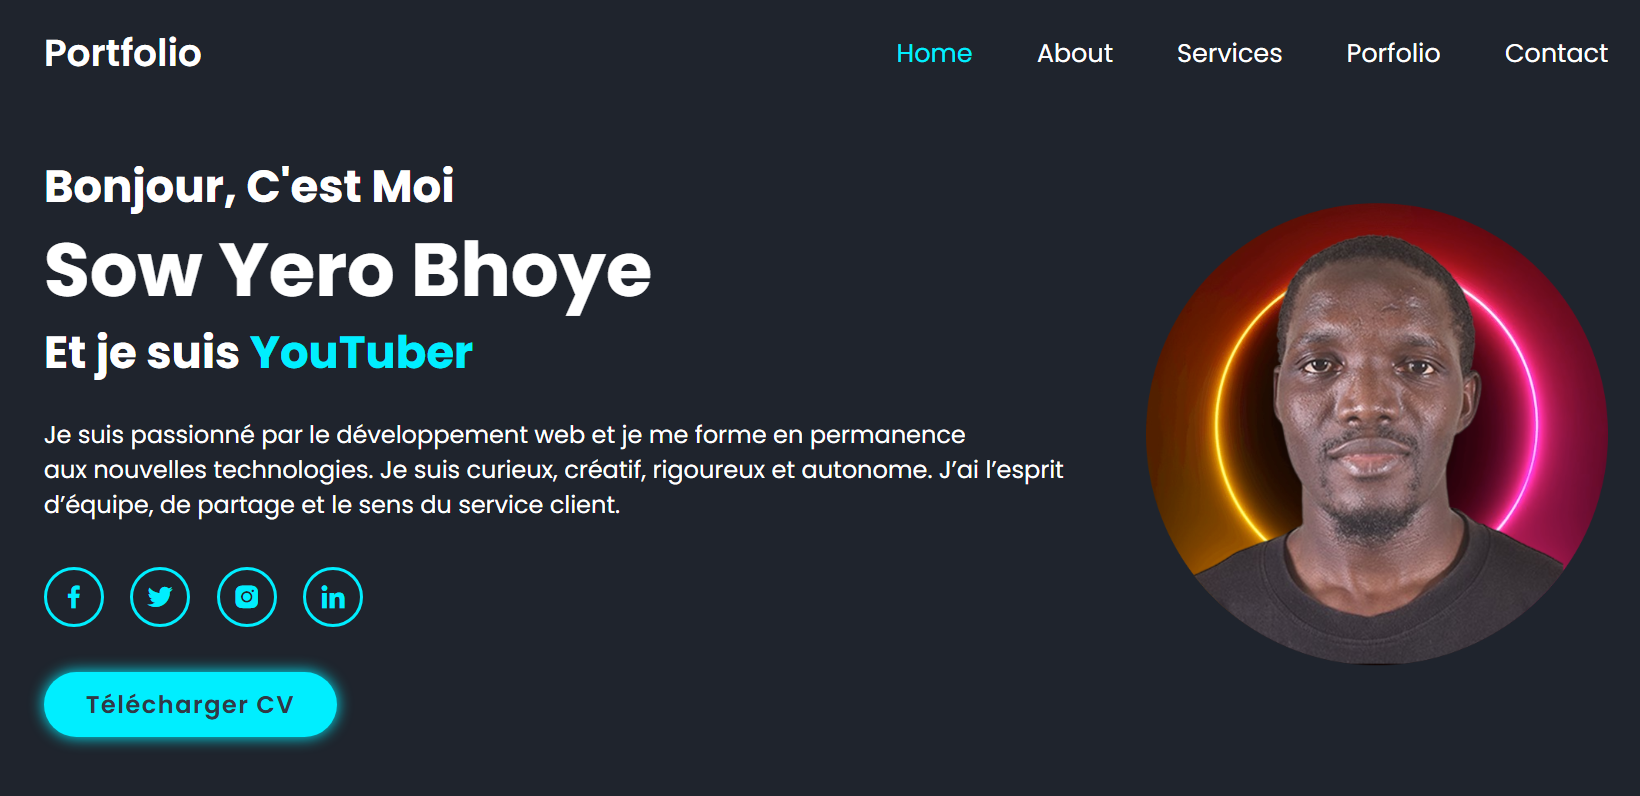 Portfolio
Home About Services Porfolio Contact
Bonjour, C'est Moi
Sow Yero Bhoye
Et je suis YouTuber
Je suis passionné par le développement web et je me forme en permanence
aux nouvelles technologies. Je suis curieux, créatif, rigoureux et autonome. J’ai l’esprit
d’équipe, de partage et le sens du service client.
Télécharger CV